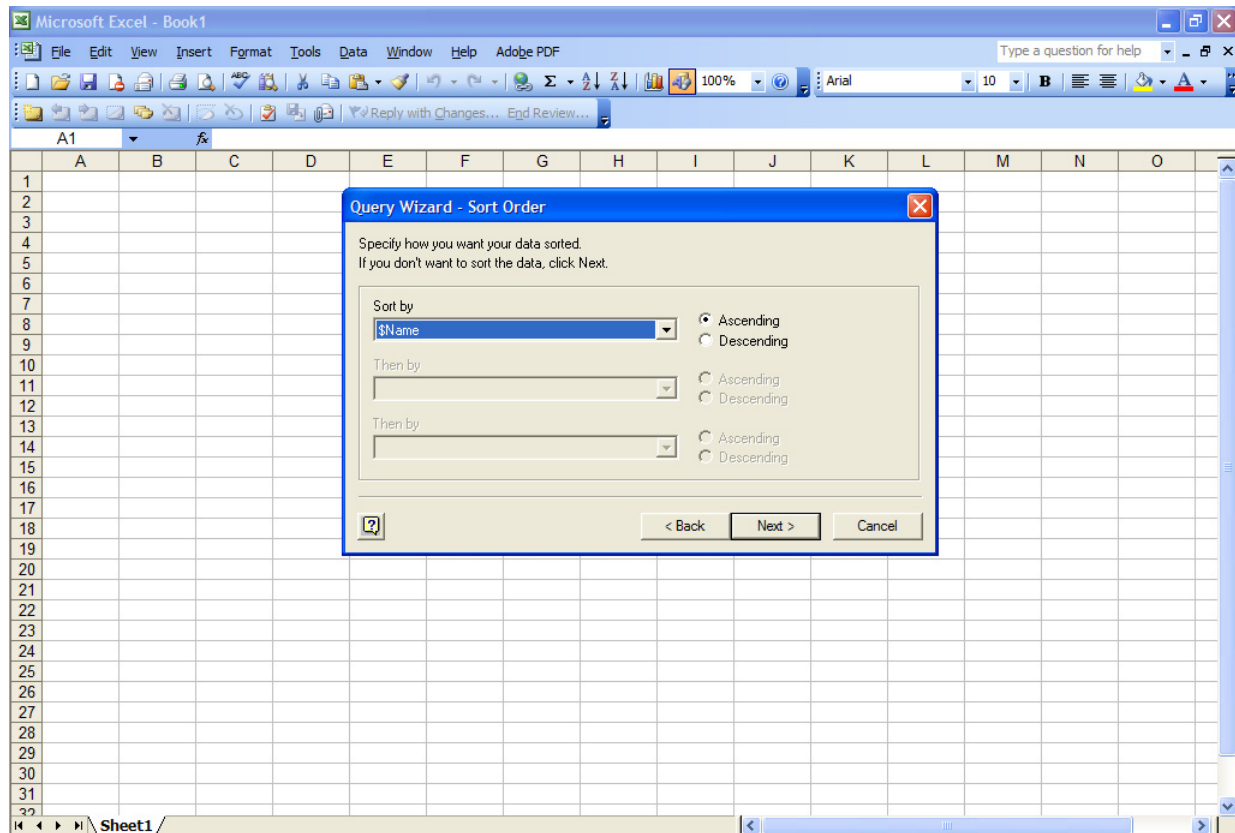 Microsoft Excel - Book1
File Edit View Insert Format Tools Data Window Help Adobe PDF Type a question for help
ABC Σ A Z Z A 100% Arial 10 B A
Reply with Changes... End Review...
A1 fx
A B C D E F G H I J K L M N O
1
2
3
4
5
6
7
8
9
10
11
12
13
14
15
16
17
18
19
20
21
22
23
24
25
26
27
28
29
30
31
32
Query Wizard - Sort Order
Specify how you want your data sorted.
If you don't want to sort the data, click Next.
Sort by
$Name
Ascending
Descending
Then by
Ascending
Descending
Then by
Ascending
Descending
< Back Next > Cancel
Sheet1